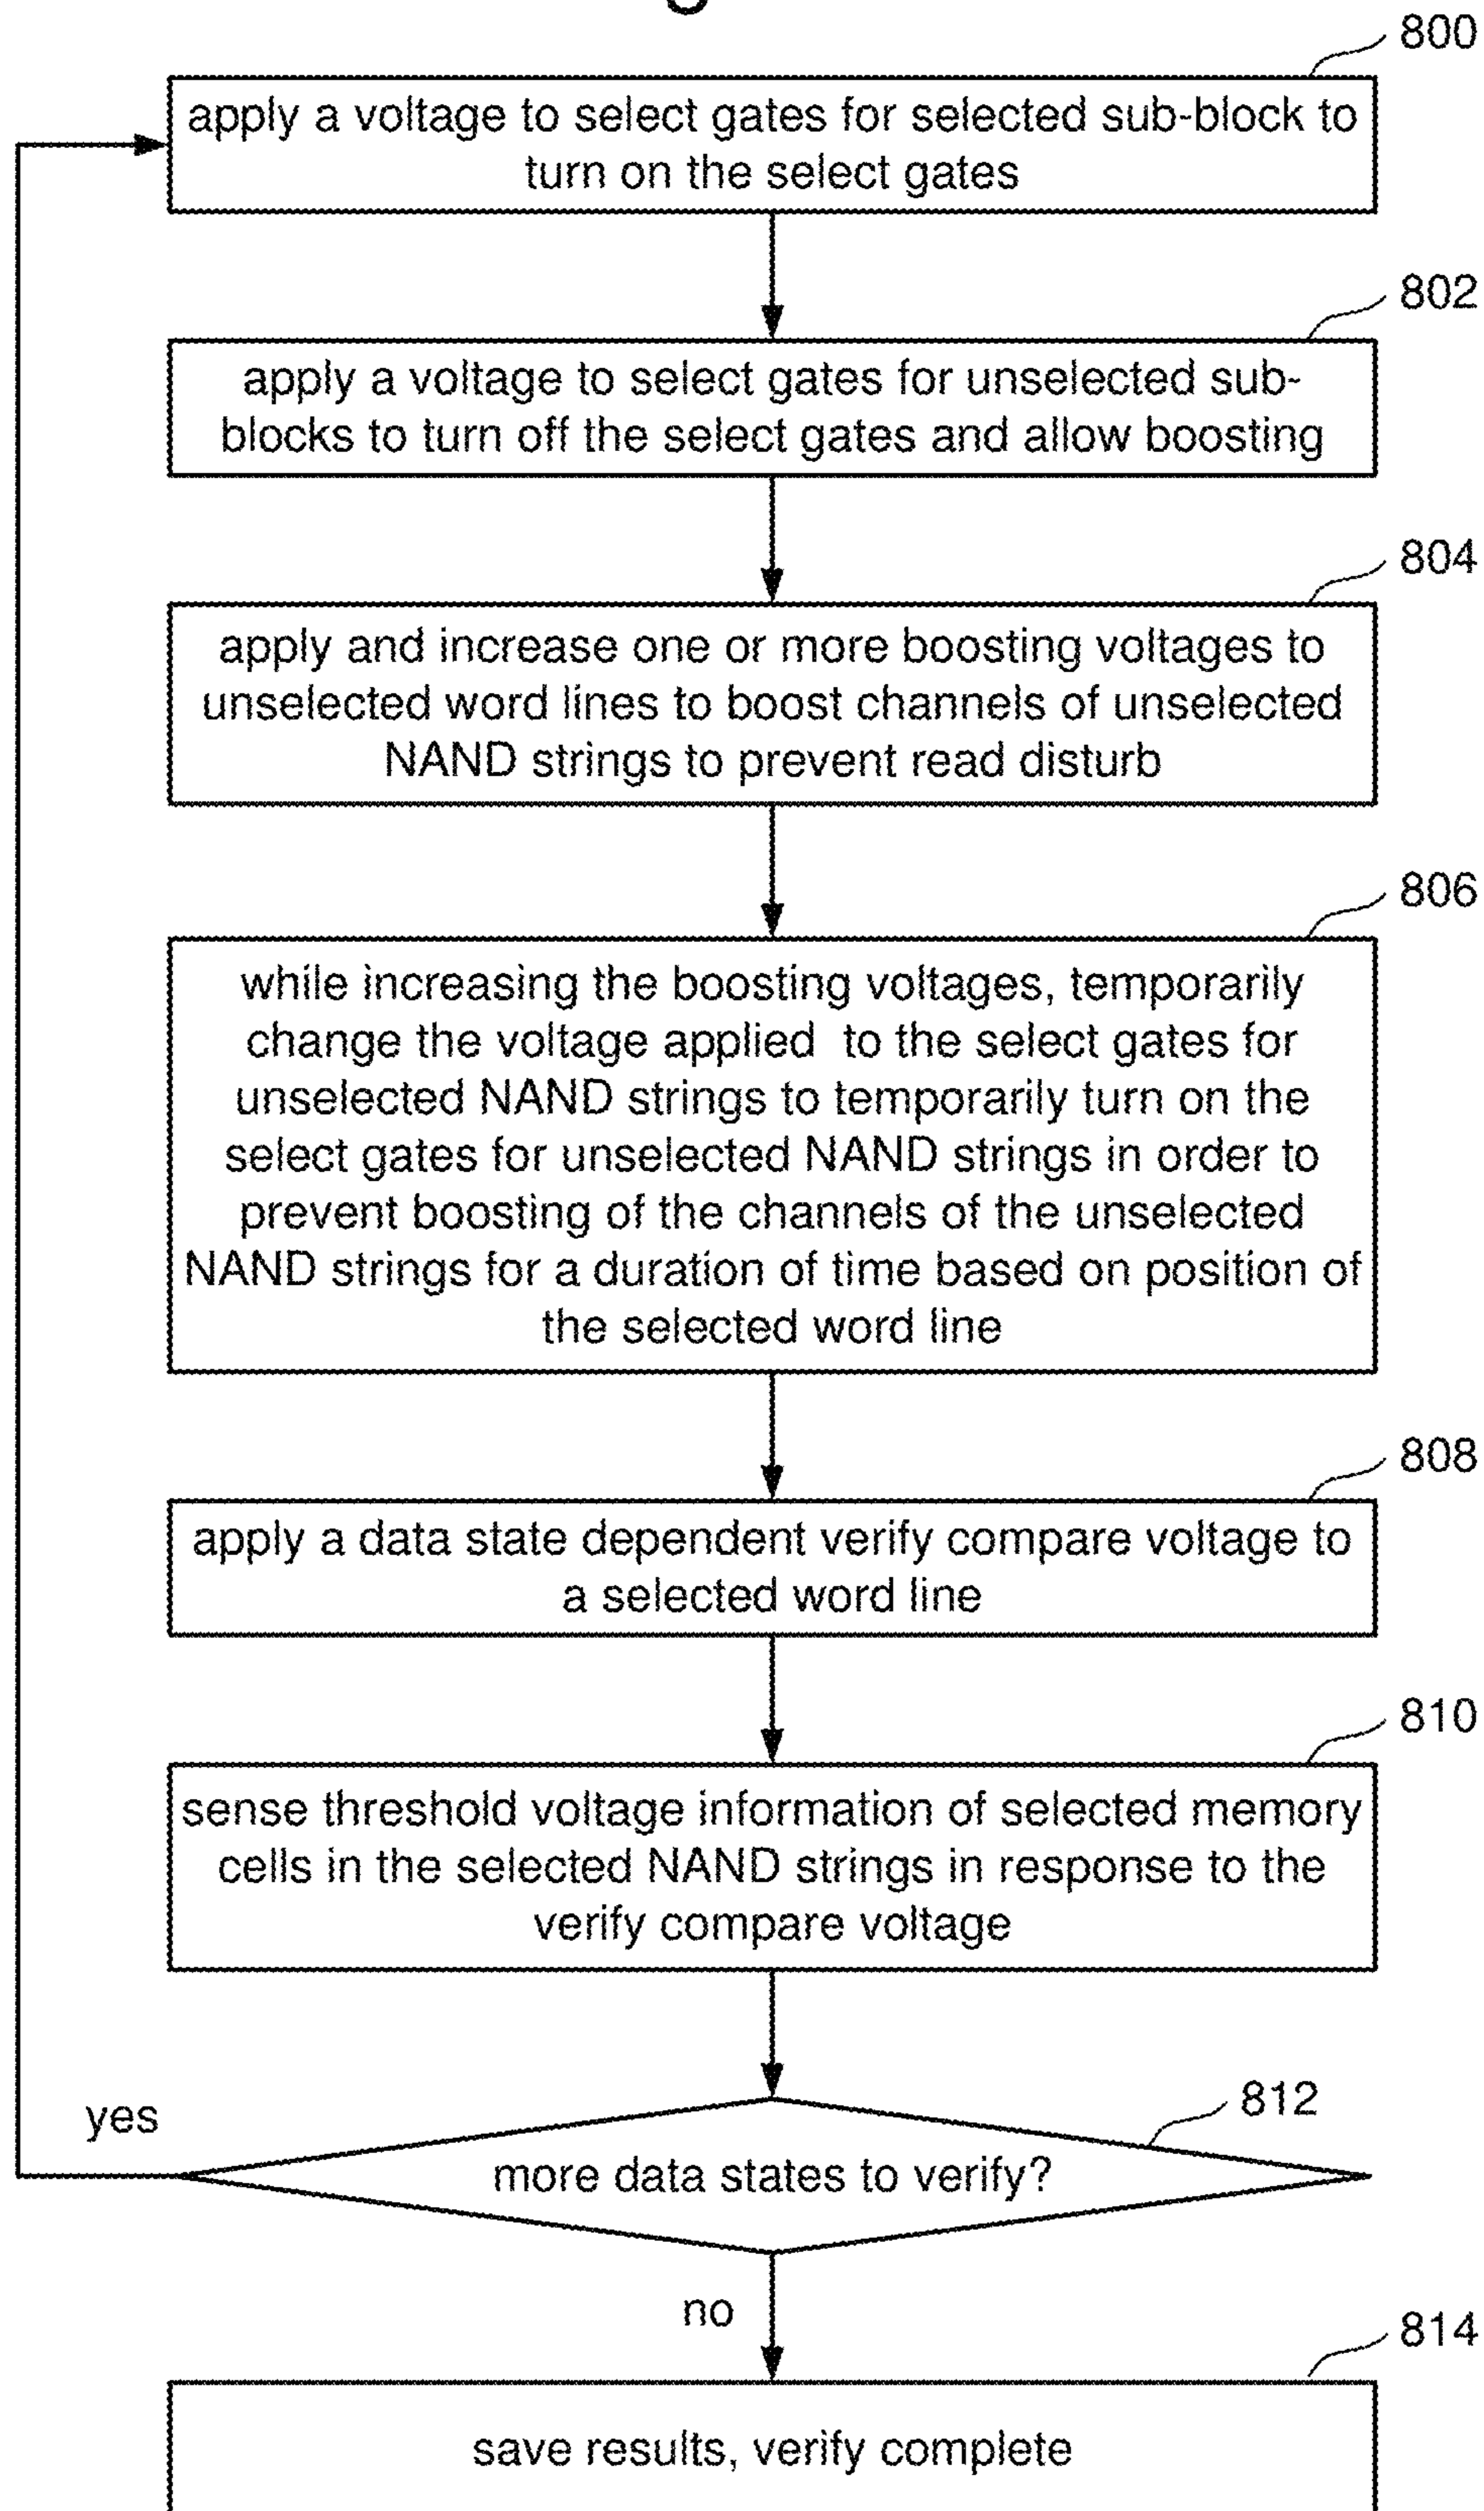 800
apply a voltage to select gates for selected sub-block to
turn on the select gates
802
apply a voltage to select gates for unselected sub-
blocks to turn off the select gates and allow boosting
804
apply and increase one or more boosting voltages to
unselected word lines to boost channels of unselected
NAND strings to prevent read disturb
806
while increasing the boosting voltages, temporarily
change the voltage applied to the select gates for
unselected NAND strings to temporarily turn on the
select gates for unselected NAND strings in order to
prevent boosting of the channels of the unselected
NAND strings for a duration of time based on position of
the selected word line
808
apply a data state dependent verify compare voltage to
a selected word line
810
sense threshold voltage information of selected memory
cells in the selected NAND strings in response to the
verify compare voltage
812
yes
more data states to verify?
no
814
save results, verify complete